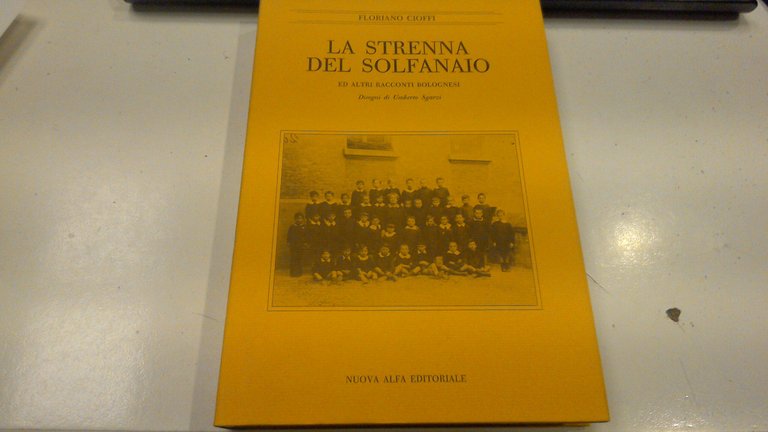 FLORIANO CIOFFI
LA STRENNA
DEL SOLFANAIO
ED ALTRI RACCONTI BOLOGNESI
Disegni di Umberto Sgarzi
NUOVA ALFA EDITORIALE